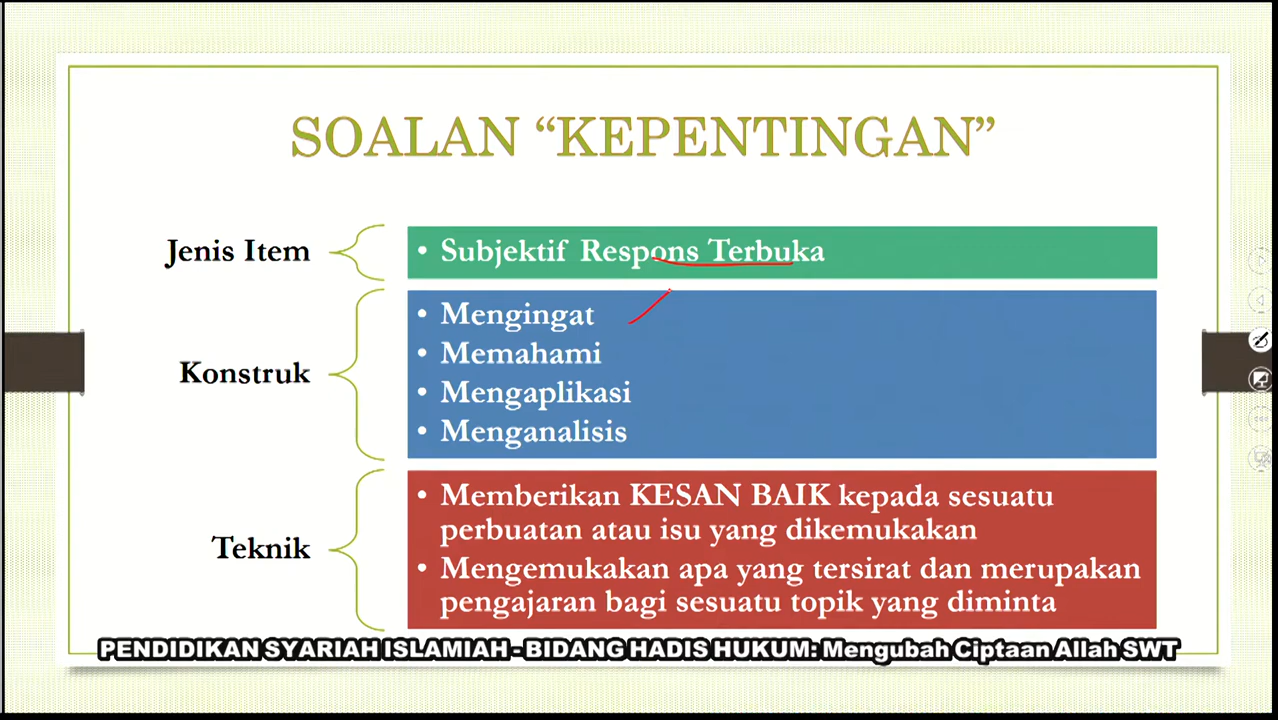 SOALAN “KEPENTINGAN”
Jenis Item
• Subjektif Respons Terbuka
Konstruk
• Mengingat
• Memahami
• Mengaplikasi
• Menganalisis
Teknik
• Memberikan KESAN BAIK kepada sesuatu
perbuatan atau isu yang dikemukakan
• Mengemukakan apa yang tersirat dan merupakan
pengajaran bagi sesuatu topik yang diminta
PENDIDIKAN SYARIAH ISLAMIAH - BIDANG HADIS HUKUM: Mengubah Ciptaan Allah SWT